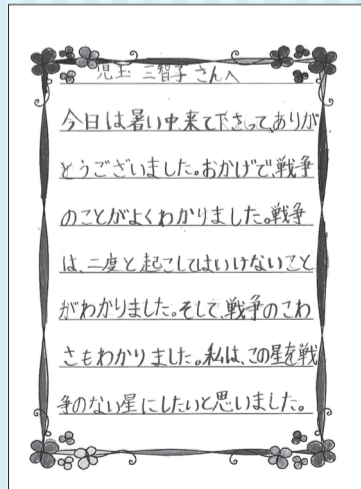 児玉 三智子さんへ
今日は暑い中来て下さって、ありが
とうございました。おかげで、戦争
のことがよくわかりました。戦争
は、二度と起こしてはいけないこと
がわかりました。そして、戦争のこわ
さもわかりました。私は、この星を戦
争のない星にしたいと思いました。